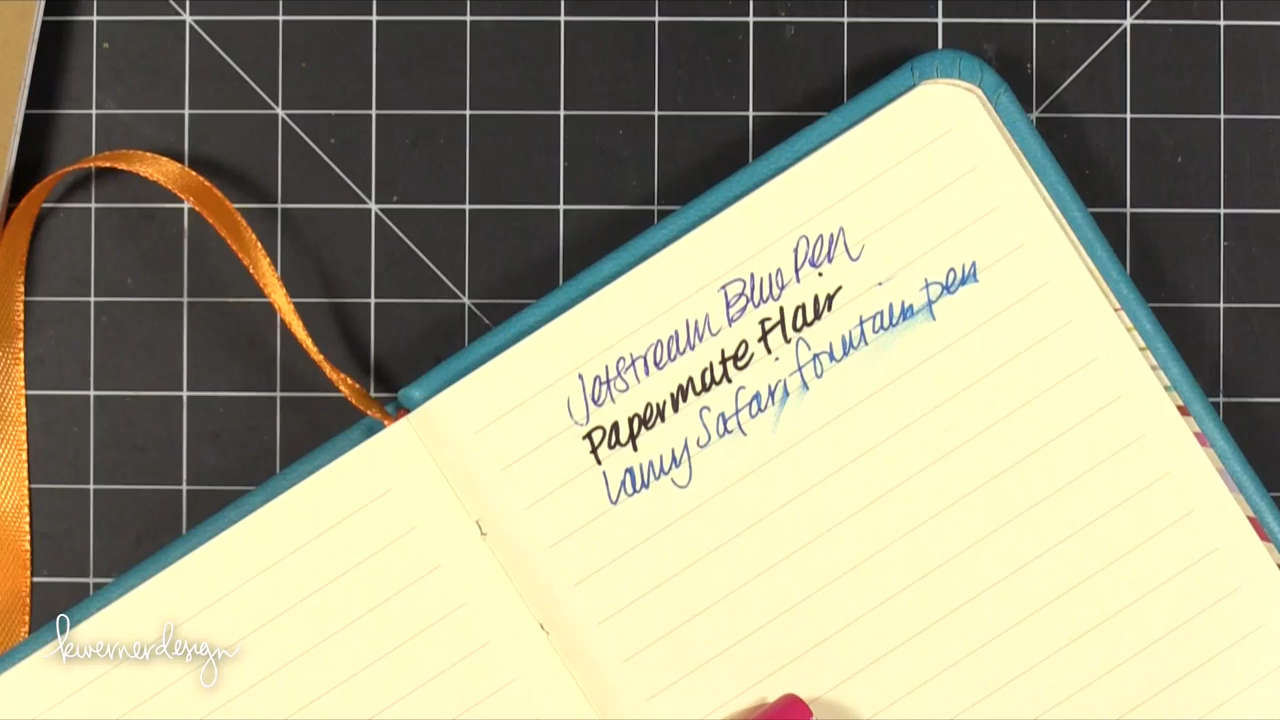 Jetstream Blue Pen
Papermate Flair
Lamy Safari fountain pen
kwernerdesign